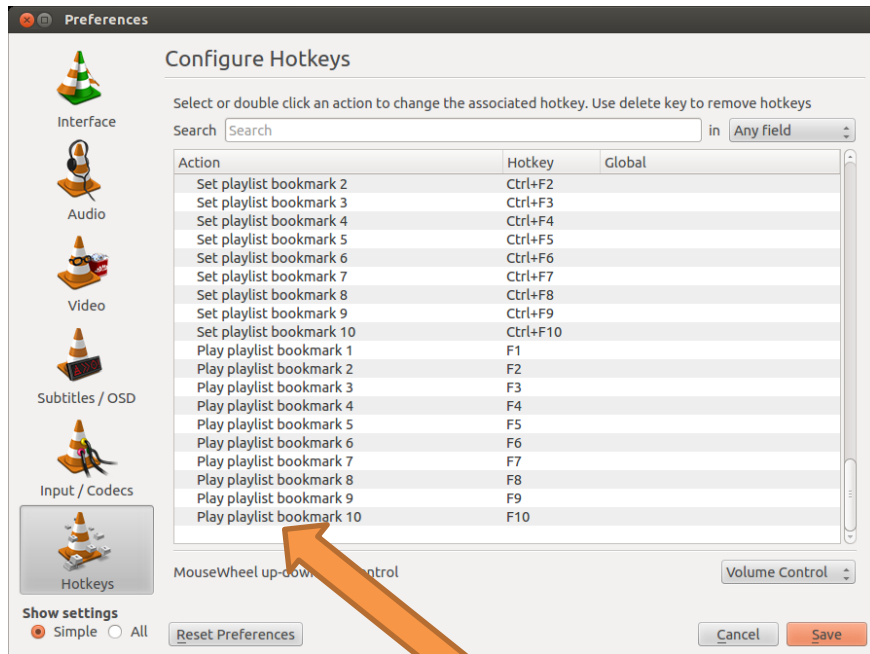 Preferences
Configure Hotkeys
Select or double click an action to change the associated hotkey. Use delete key to remove hotkeys
Search Search in Any field
Action Hotkey Global
Set playlist bookmark 2 Ctrl+F2
Set playlist bookmark 3 Ctrl+F3
Set playlist bookmark 4 Ctrl+F4
Set playlist bookmark 5 Ctrl+F5
Set playlist bookmark 6 Ctrl+F6
Set playlist bookmark 7 Ctrl+F7
Set playlist bookmark 8 Ctrl+F8
Set playlist bookmark 9 Ctrl+F9
Set playlist bookmark 10 Ctrl+F10
Play playlist bookmark 1 F1
Play playlist bookmark 2 F2
Play playlist bookmark 3 F3
Play playlist bookmark 4 F4
Play playlist bookmark 5 F5
Play playlist bookmark 6 F6
Play playlist bookmark 7 F7
Play playlist bookmark 8 F8
Play playlist bookmark 9 F9
Play playlist bookmark 10 F10
MouseWheel Volume Control
Interface
Audio
Video
Subtitles / OSD
Input / Codecs
Hotkeys
Show settings
Simple All
Reset Preferences Cancel Save